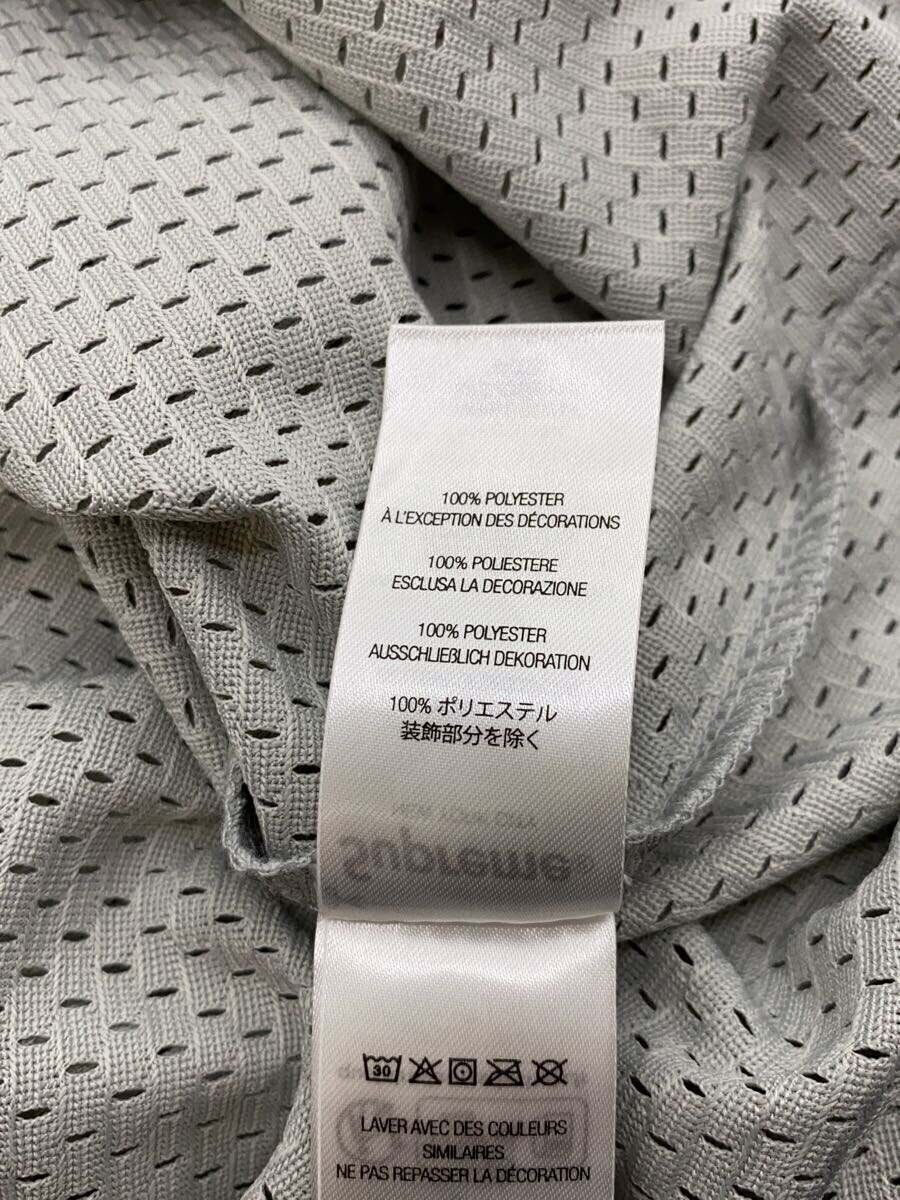 100% POLYESTER
À L'EXCEPTION DES DÉCORATIONS
100% POLIESTERE
ESCLUSA LA DECORAZIONE
100% POLYESTER
AUSSCHLIEßLICH DEKORATION
100% ポリエステル
装飾部分を除く
Supreme
30
LAVER AVEC DES COULEURS
SIMILAIRES
NE PAS REPASSER LA DÉCORATION